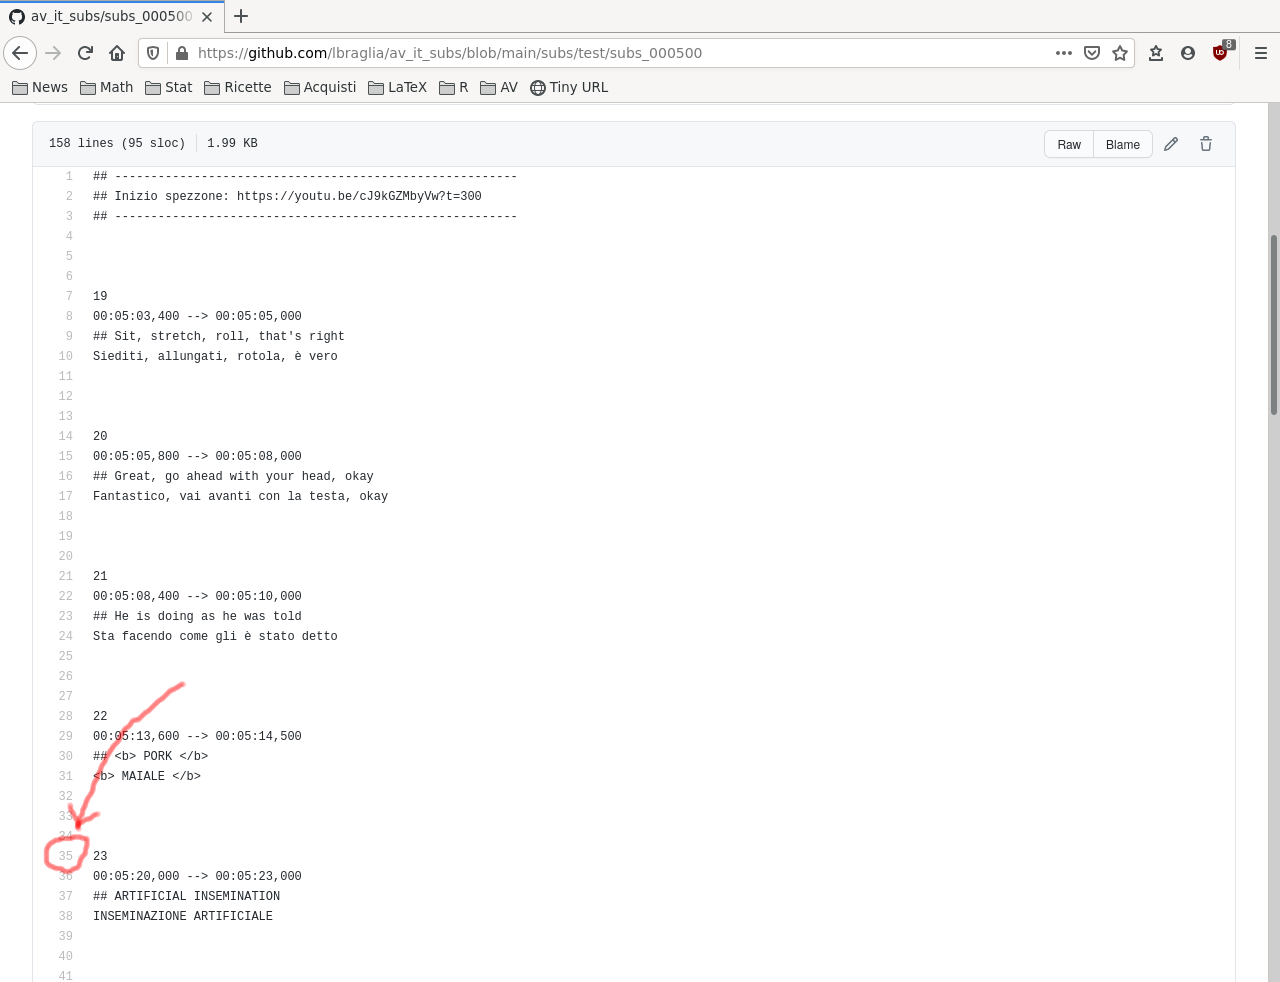 av_it_subs/subs_000500
https://github.com/lbraglia/av_it_subs/blob/main/subs/test/subs_000500
8
News Math Stat Ricette Acquisti LaTeX R AV Tiny URL
158 lines (95 sloc) 1.99 KB Raw Blame
1 ## --------------------------------------------------------
2 ## Inizio spezzone: https://youtu.be/cJ9kGZMbyVw?t=300
3 ## --------------------------------------------------------
4
5
6
7 19
8 00:05:03,400 --> 00:05:05,000
9 ## Sit, stretch, roll, that's right
10 Siediti, allungati, rotola, è vero
11
12
13
14 20
15 00:05:05,800 --> 00:05:08,000
16 ## Great, go ahead with your head, okay
17 Fantastico, vai avanti con la testa, okay
18
19
20
21 21
22 00:05:08,400 --> 00:05:10,000
23 ## He is doing as he was told
24 Sta facendo come gli è stato detto
25
26
27
28 22
29 00:05:13,600 --> 00:05:14,500
30 ## <b> PORK </b>
31 <b> MAIALE </b>
32
33
34
35 23
36 00:05:20,000 --> 00:05:23,000
37 ## ARTIFICIAL INSEMINATION
38 INSEMINAZIONE ARTIFICIALE
39
40
41